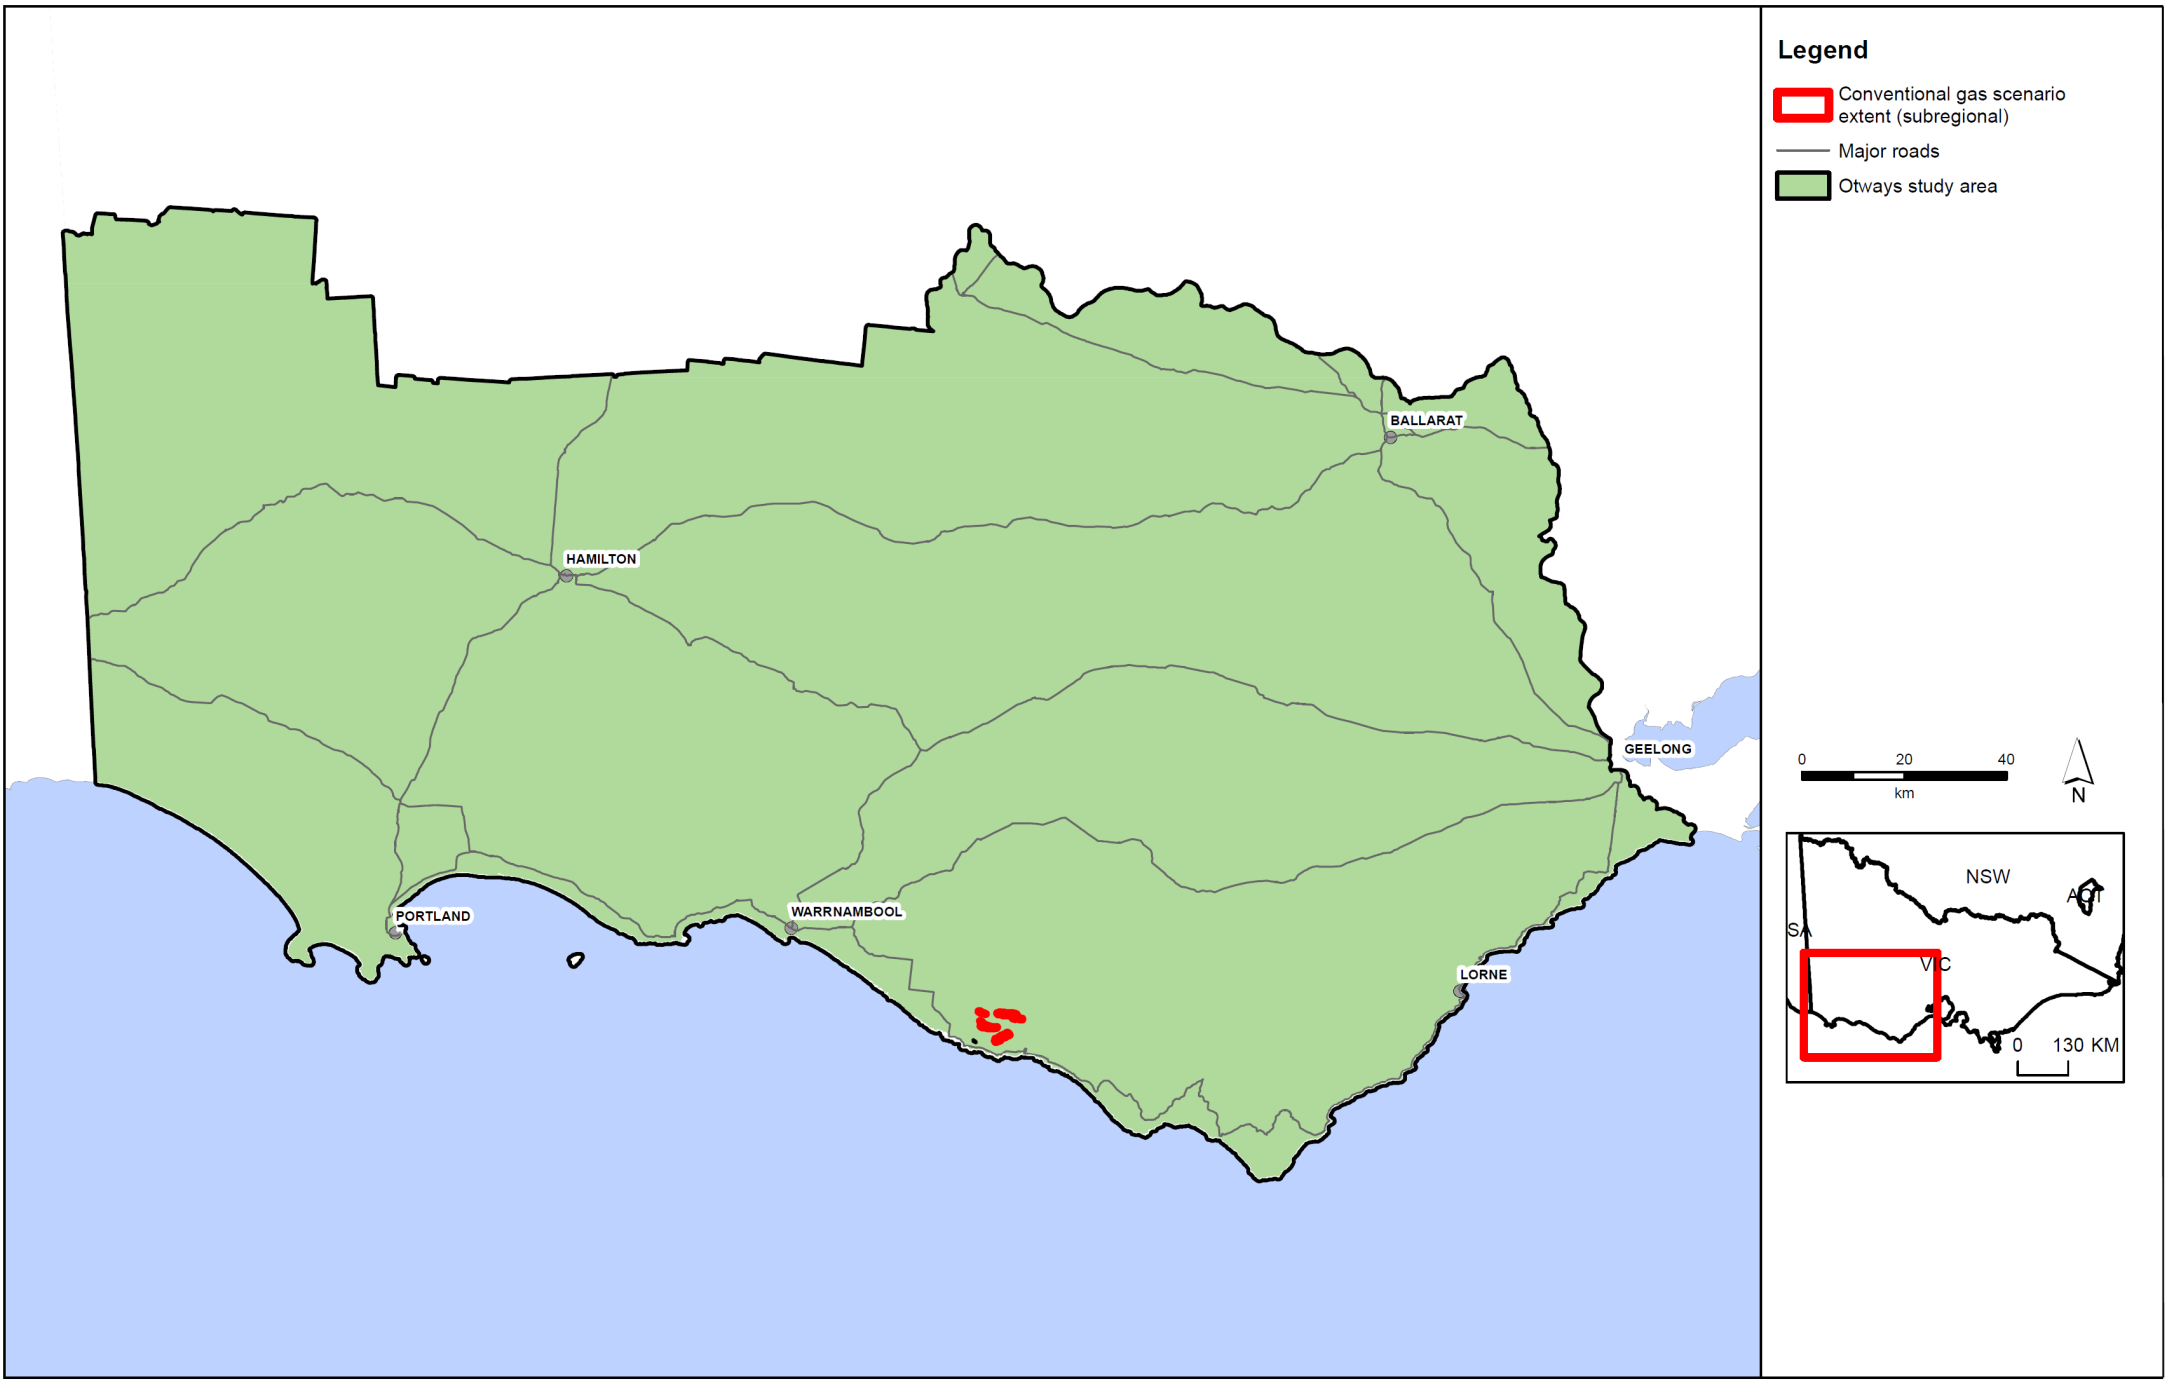 Legend
Conventional gas scenario
extent (subregional)
Major roads
Otways study area
BALLARAT
HAMILTON
GEELONG
PORTLAND
WARRNAMBOOL
LORNE
0 20 40
km
N
NSW
ACT
SA
VIC
0 130 KM